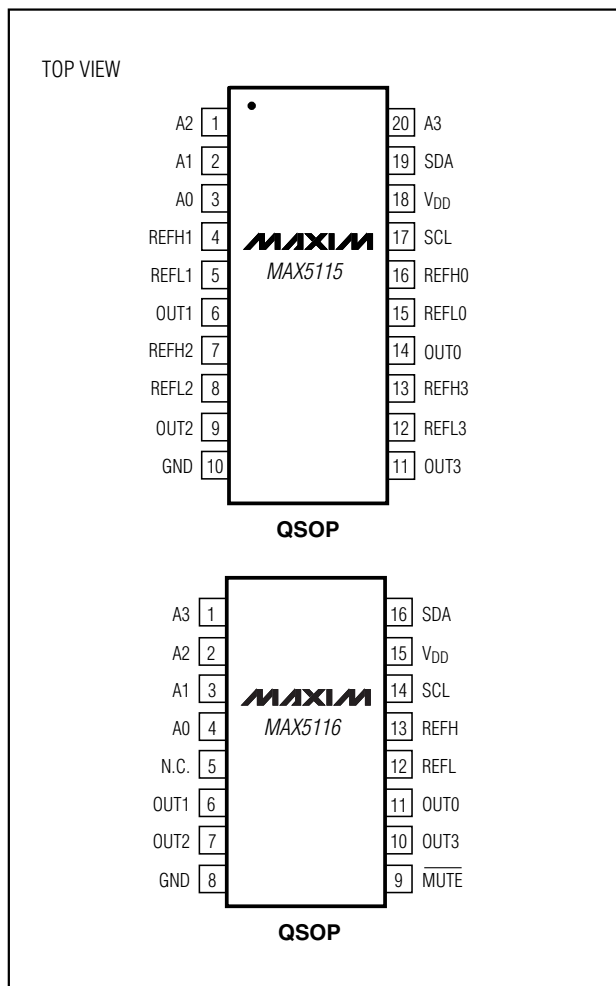 TOP VIEW
A2 1 20 A3
A1 2 19 SDA
A0 3 18 VDD
REFH1 4 MAXIM 17 SCL
REFL1 5 MAX5115 16 REFH0
OUT1 6 15 REFL0
REFH2 7 14 OUT0
REFL2 8 13 REFH3
OUT2 9 12 REFL3
GND 10 11 OUT3
QSOP
A3 1 16 SDA
A2 2 15 VDD
A1 3 MAXIM 14 SCL
A0 4 MAX5116 13 REFH
N.C. 5 12 REFL
OUT1 6 11 OUT0
OUT2 7 10 OUT3
GND 8 9 MUTE
QSOP